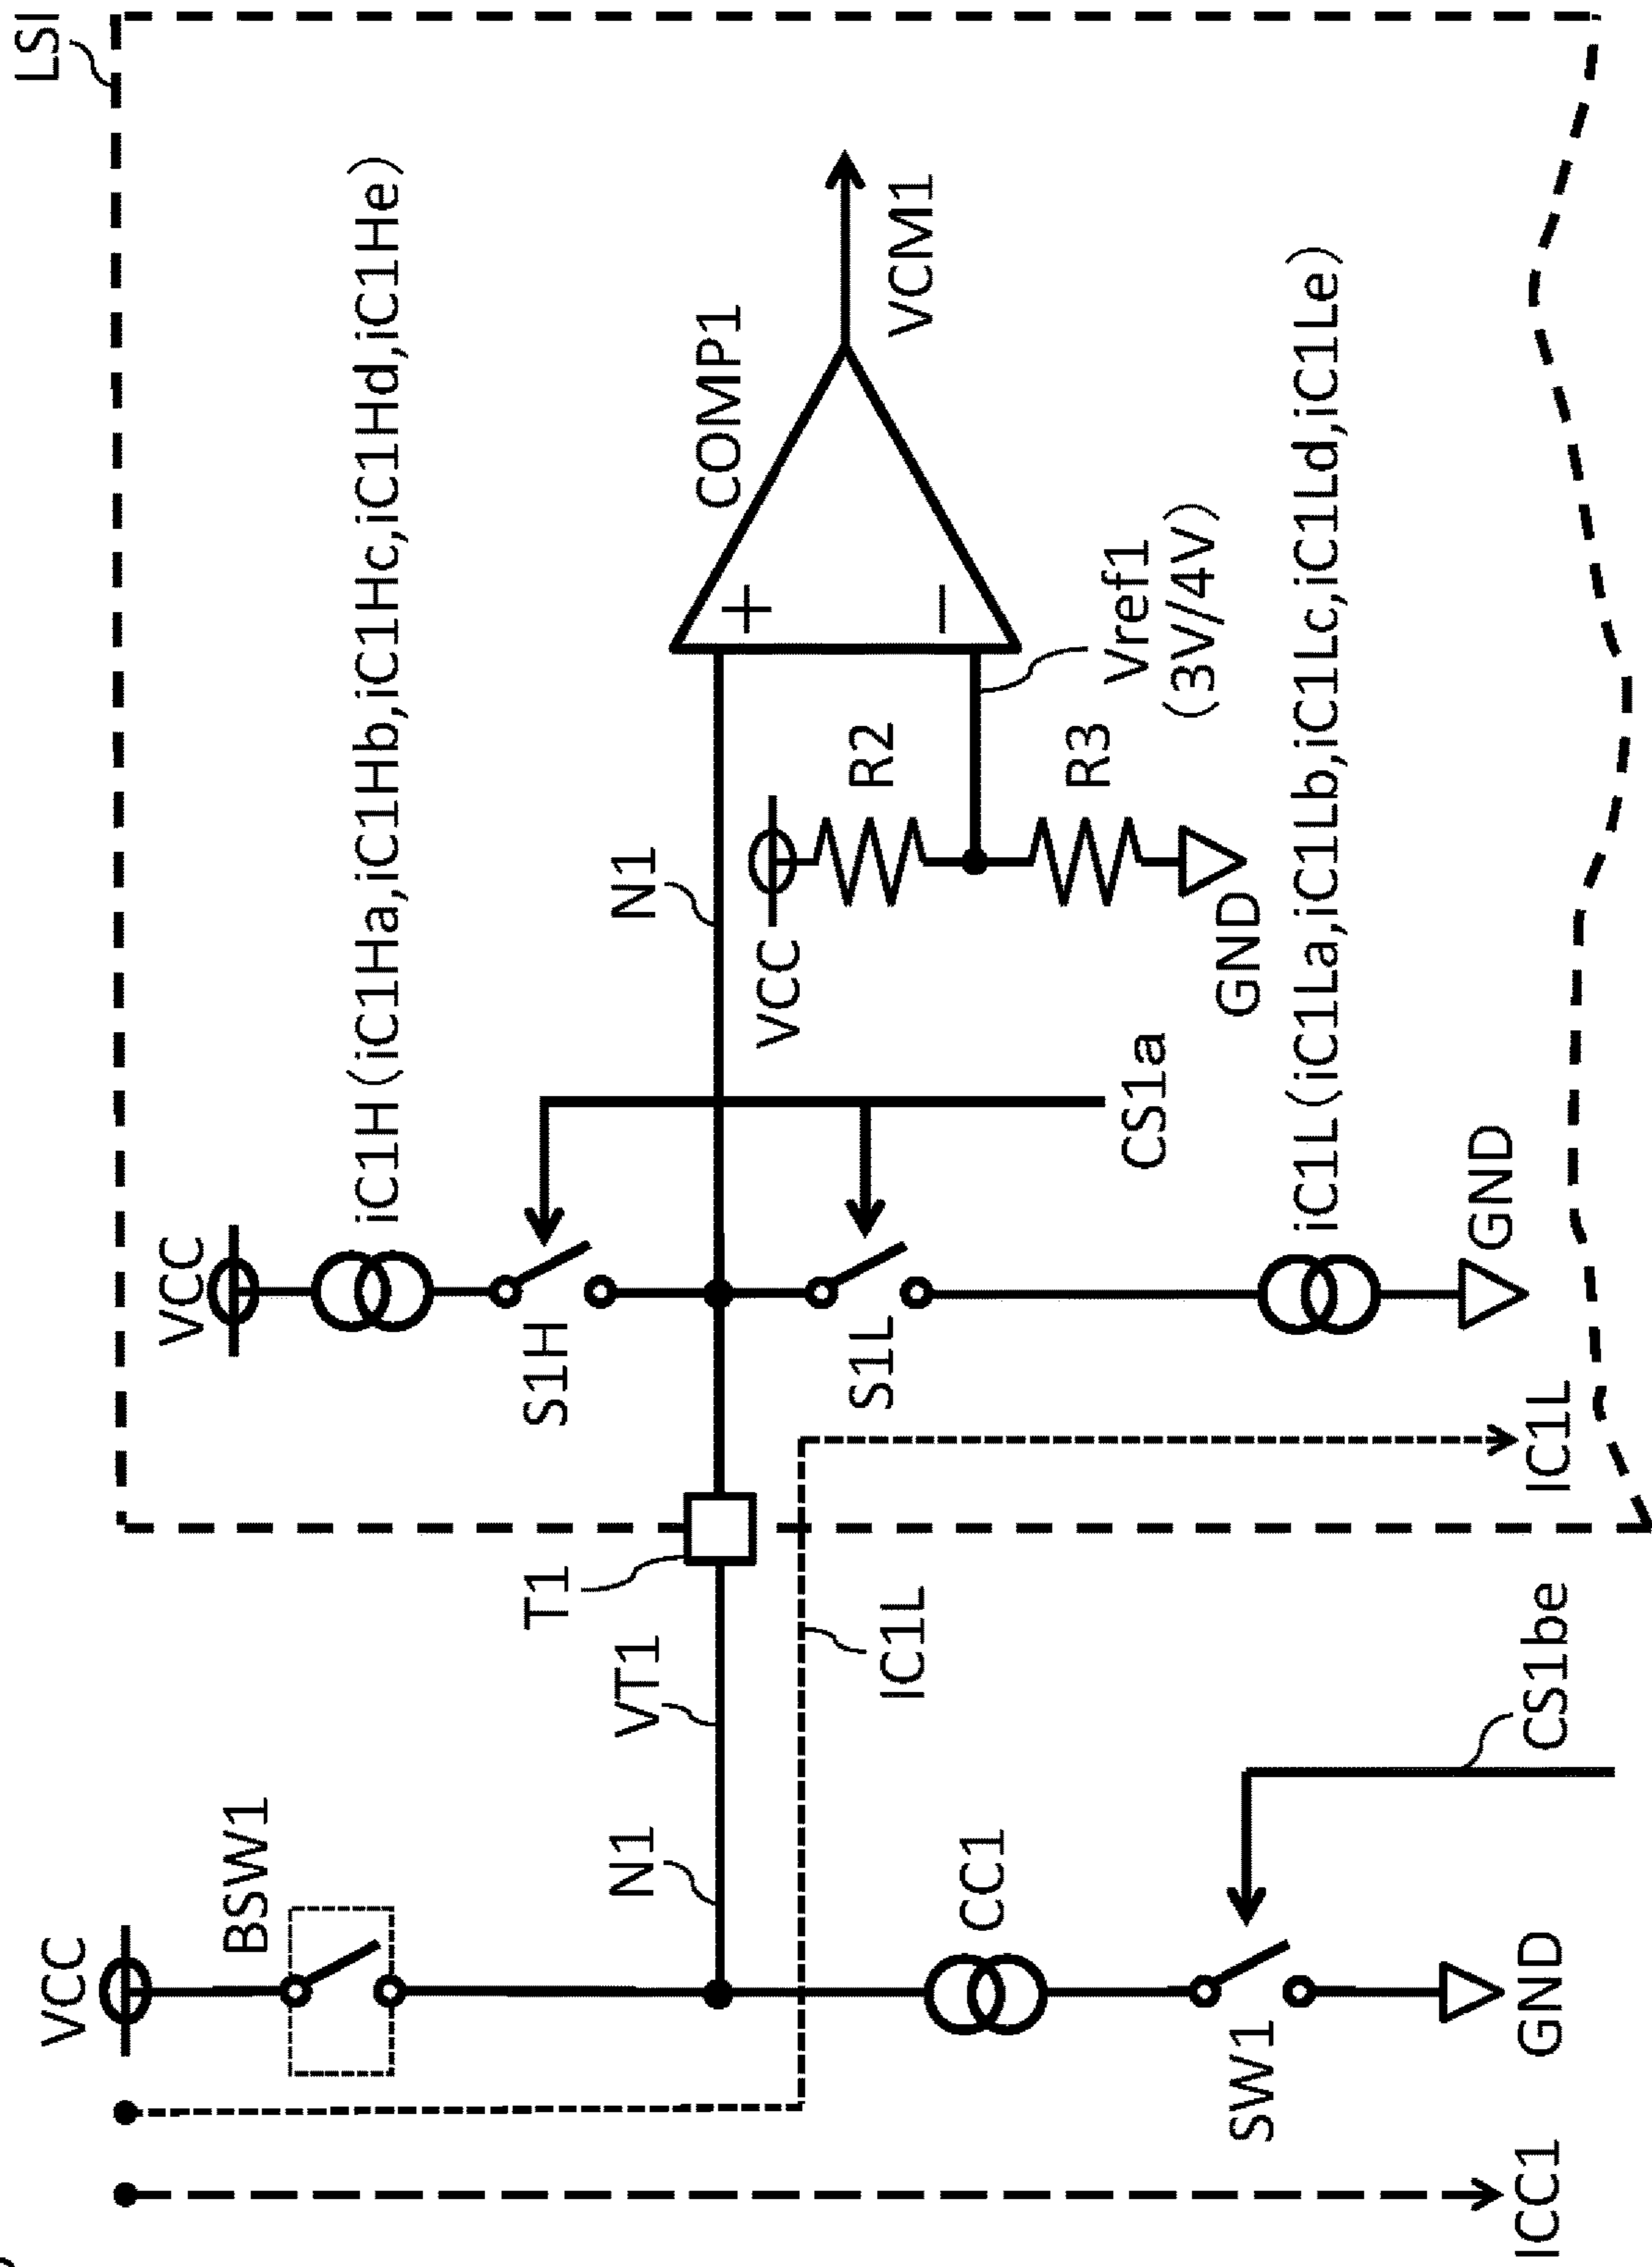 LSI
VCC
iC1H(iC1Ha,iC1Hb,iC1Hc,iC1Hd,iC1He)
VCC
BSW1
S1H
T1
N1
VT1
N1
COMP1
+
−
VCM1
VCC
R2
R3
Vref1
(3V/4V)
GND
S1L
CS1a
IC1L
CC1
iC1L(iC1La,iC1Lb,iC1Lc,iC1Ld,iC1Le)
GND
IC1L
SW1
CS1be
GND
ICC1